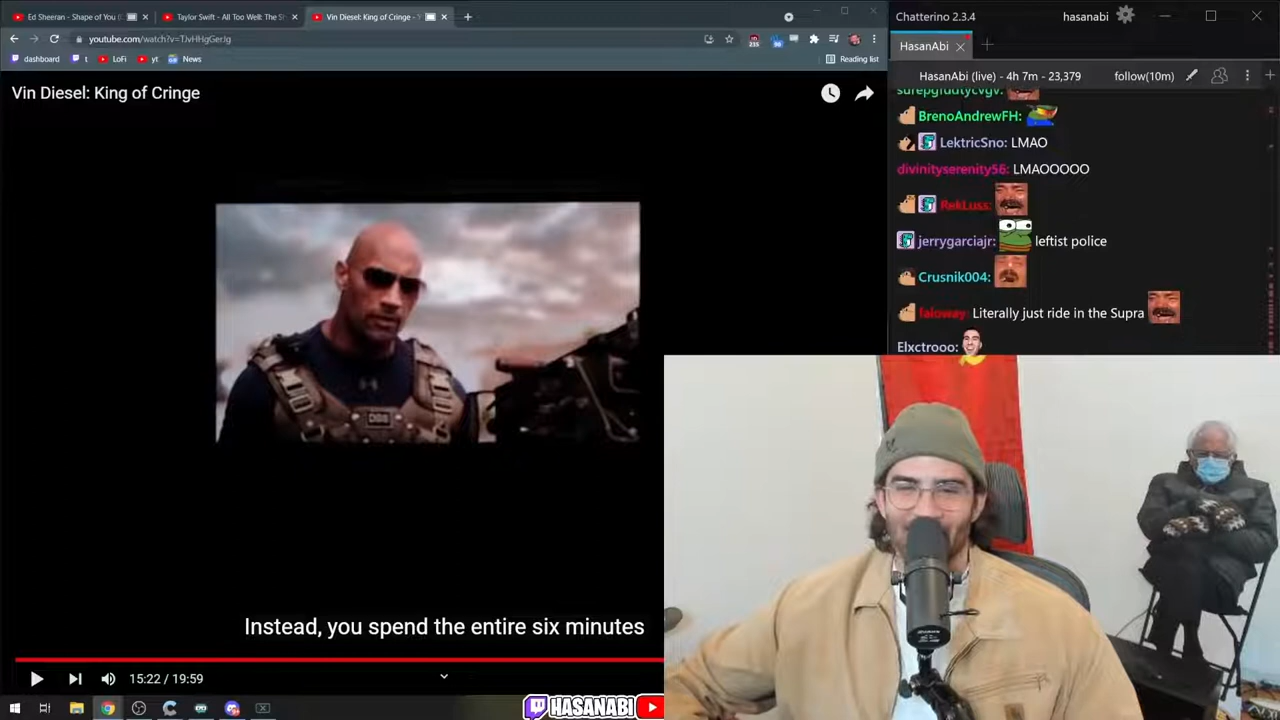 Ed Sheeran - Shape of You (
Taylor Swift - All Too Well: The S
Vin Diesel: King of Cringe - Y
youtube.com/watch?v=TJvHHgGerJg
dashboard
t
LoFi
yt
News
Reading list
Vin Diesel: King of Cringe
Instead, you spend the entire six minutes
15:22 / 19:59
Chatterino 2.3.4
hasanabi
HasanAbi
HasanAbi (live) - 4h 7m - 23,379
follow(10m)
BrenoAndrewFH:
LektricSno: LMAO
divinityserenity56: LMAOOOOO
RekLuss:
jerrygarciajr: leftist police
Crusnik004:
faloway: Literally just ride in the Supra
Elxctrooo:
HASANABI